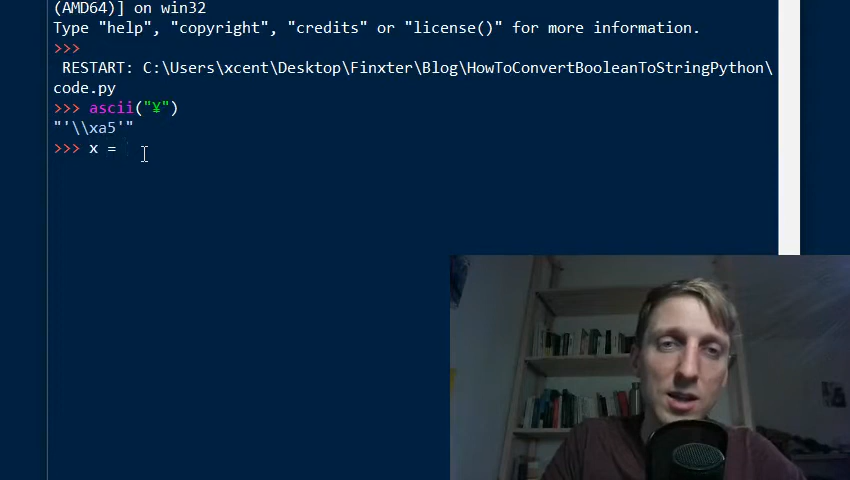 (AMD64)] on win32
Type "help", "copyright", "credits" or "license()" for more information.
>>>
RESTART: C:\Users\xcent\Desktop\Finxter\Blog\HowToConvertBooleanToStringPython\
code.py
>>> ascii("¥")
"'\\xa5'"
>>> x =